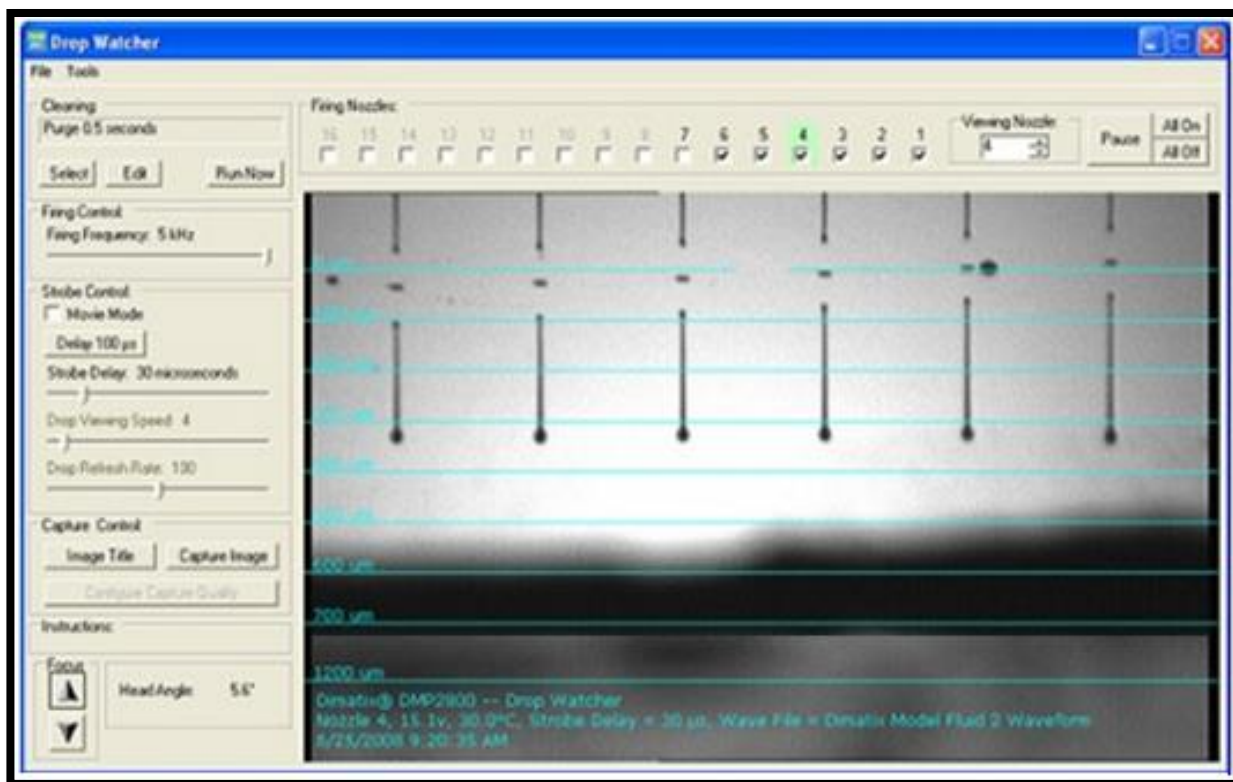 Drop Watcher
File Tools
Cleaning
Purge 0.5 seconds
Select Edit Run Now
Firing Nozzles:
16 15 14 13 12 11 10 9 8 7 6 5 4 3 2 1
Viewing Nozzle
4
Pause
All On
All Off
Firing Control
Firing Frequency: 5 kHz
Strobe Control
Movie Mode
Delay 100 µs
Strobe Delay: 30 microseconds
Drop Viewing Speed: 4
Drop Refresh Rate:
Capture Control
Image Title Capture Image
Configure Capture Quality
Instructions:
Focus
Head Angle: 5.6°
600 um
700 um
1200 um
Dimatix® DMP2800 -- Drop Watcher
Nozzle 4, 15.1v, 30.0°C, Strobe Delay = 30 µs, Wave File = Dimatix Model Fluid 2 Waveform
6/25/2008 9:20:35 AM